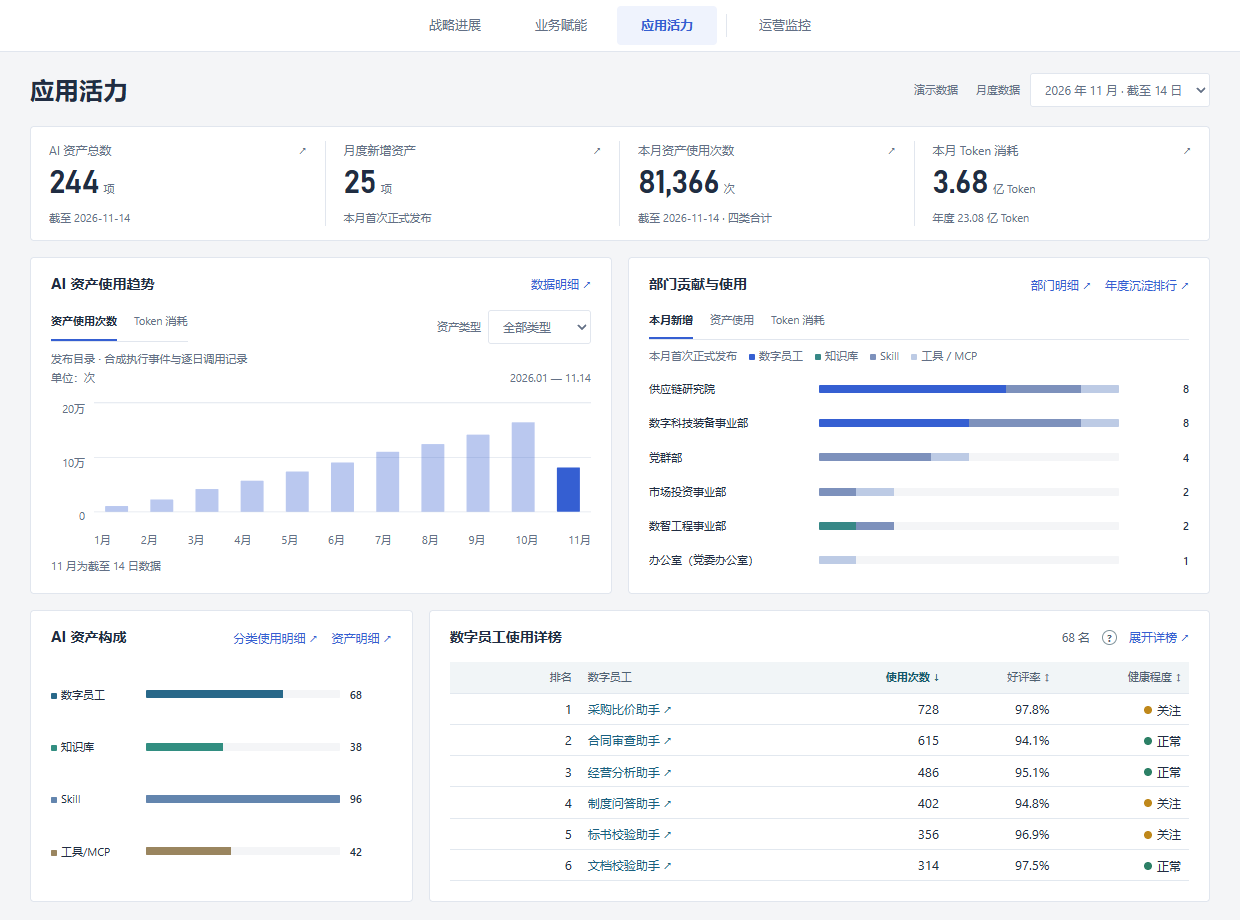 战略进展 业务赋能 应用活力 运营监控
应用活力
演示数据 月度数据 2026 年 11 月 · 截至 14 日
AI 资产总数 ↗
244 项
截至 2026-11-14
月度新增资产 ↗
25 项
本月首次正式发布
本月资产使用次数 ↗
81,366 次
截至 2026-11-14 · 四类合计
本月 Token 消耗 ↗
3.68 亿 Token
年度 23.08 亿 Token
AI 资产使用趋势 数据明细 ↗
资产使用次数 Token 消耗
资产类型 全部类型
发布目录 · 合成执行事件与逐日调用记录
单位：次 2026.01 — 11.14
20万
10万
0
1月 2月 3月 4月 5月 6月 7月 8月 9月 10月 11月
11 月为截至 14 日数据
部门贡献与使用 部门明细 ↗ 年度沉淀排行 ↗
本月新增 资产使用 Token 消耗
本月首次正式发布 数字员工 知识库 Skill 工具 / MCP
供应链研究院 8
数字科技装备事业部 8
党群部 4
市场投资事业部 2
数智工程事业部 2
办公室（党委办公室） 1
AI 资产构成 分类使用明细 ↗ 资产明细 ↗
数字员工 68
知识库 38
Skill 96
工具/MCP 42
数字员工使用详榜 68 名 ? 展开详榜 ↗
排名 数字员工 使用次数 ↓ 好评率 ↕ 健康程度 ↕
1 采购比价助手 ↗ 728 97.8% 关注
2 合同审查助手 ↗ 615 94.1% 正常
3 经营分析助手 ↗ 486 95.1% 正常
4 制度问答助手 ↗ 402 94.8% 关注
5 标书校验助手 ↗ 356 96.9% 关注
6 文档校验助手 ↗ 314 97.5% 正常